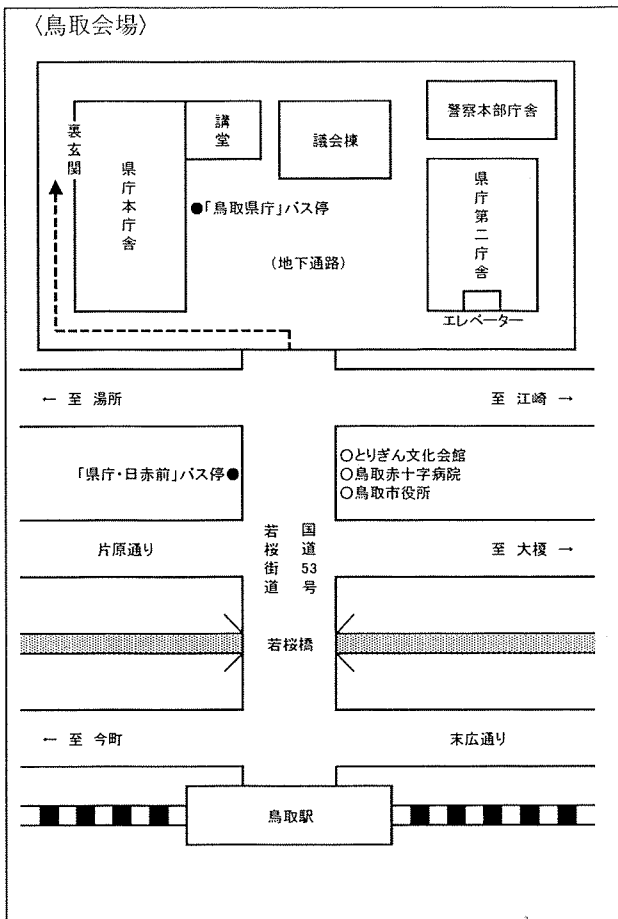 〈鳥取会場〉
裏玄関
県庁本庁舎
講堂
議会棟
警察本部庁舎
県庁第二庁舎
エレベーター
●「鳥取県庁」バス停
(地下通路)
← 至 湯所
至 江崎 →
「県庁・日赤前」バス停●
○とりぎん文化会館
○鳥取赤十字病院
○鳥取市役所
片原通り
若桜街道
国道53号
至 大榎 →
若桜橋
← 至 今町
末広通り
鳥取駅